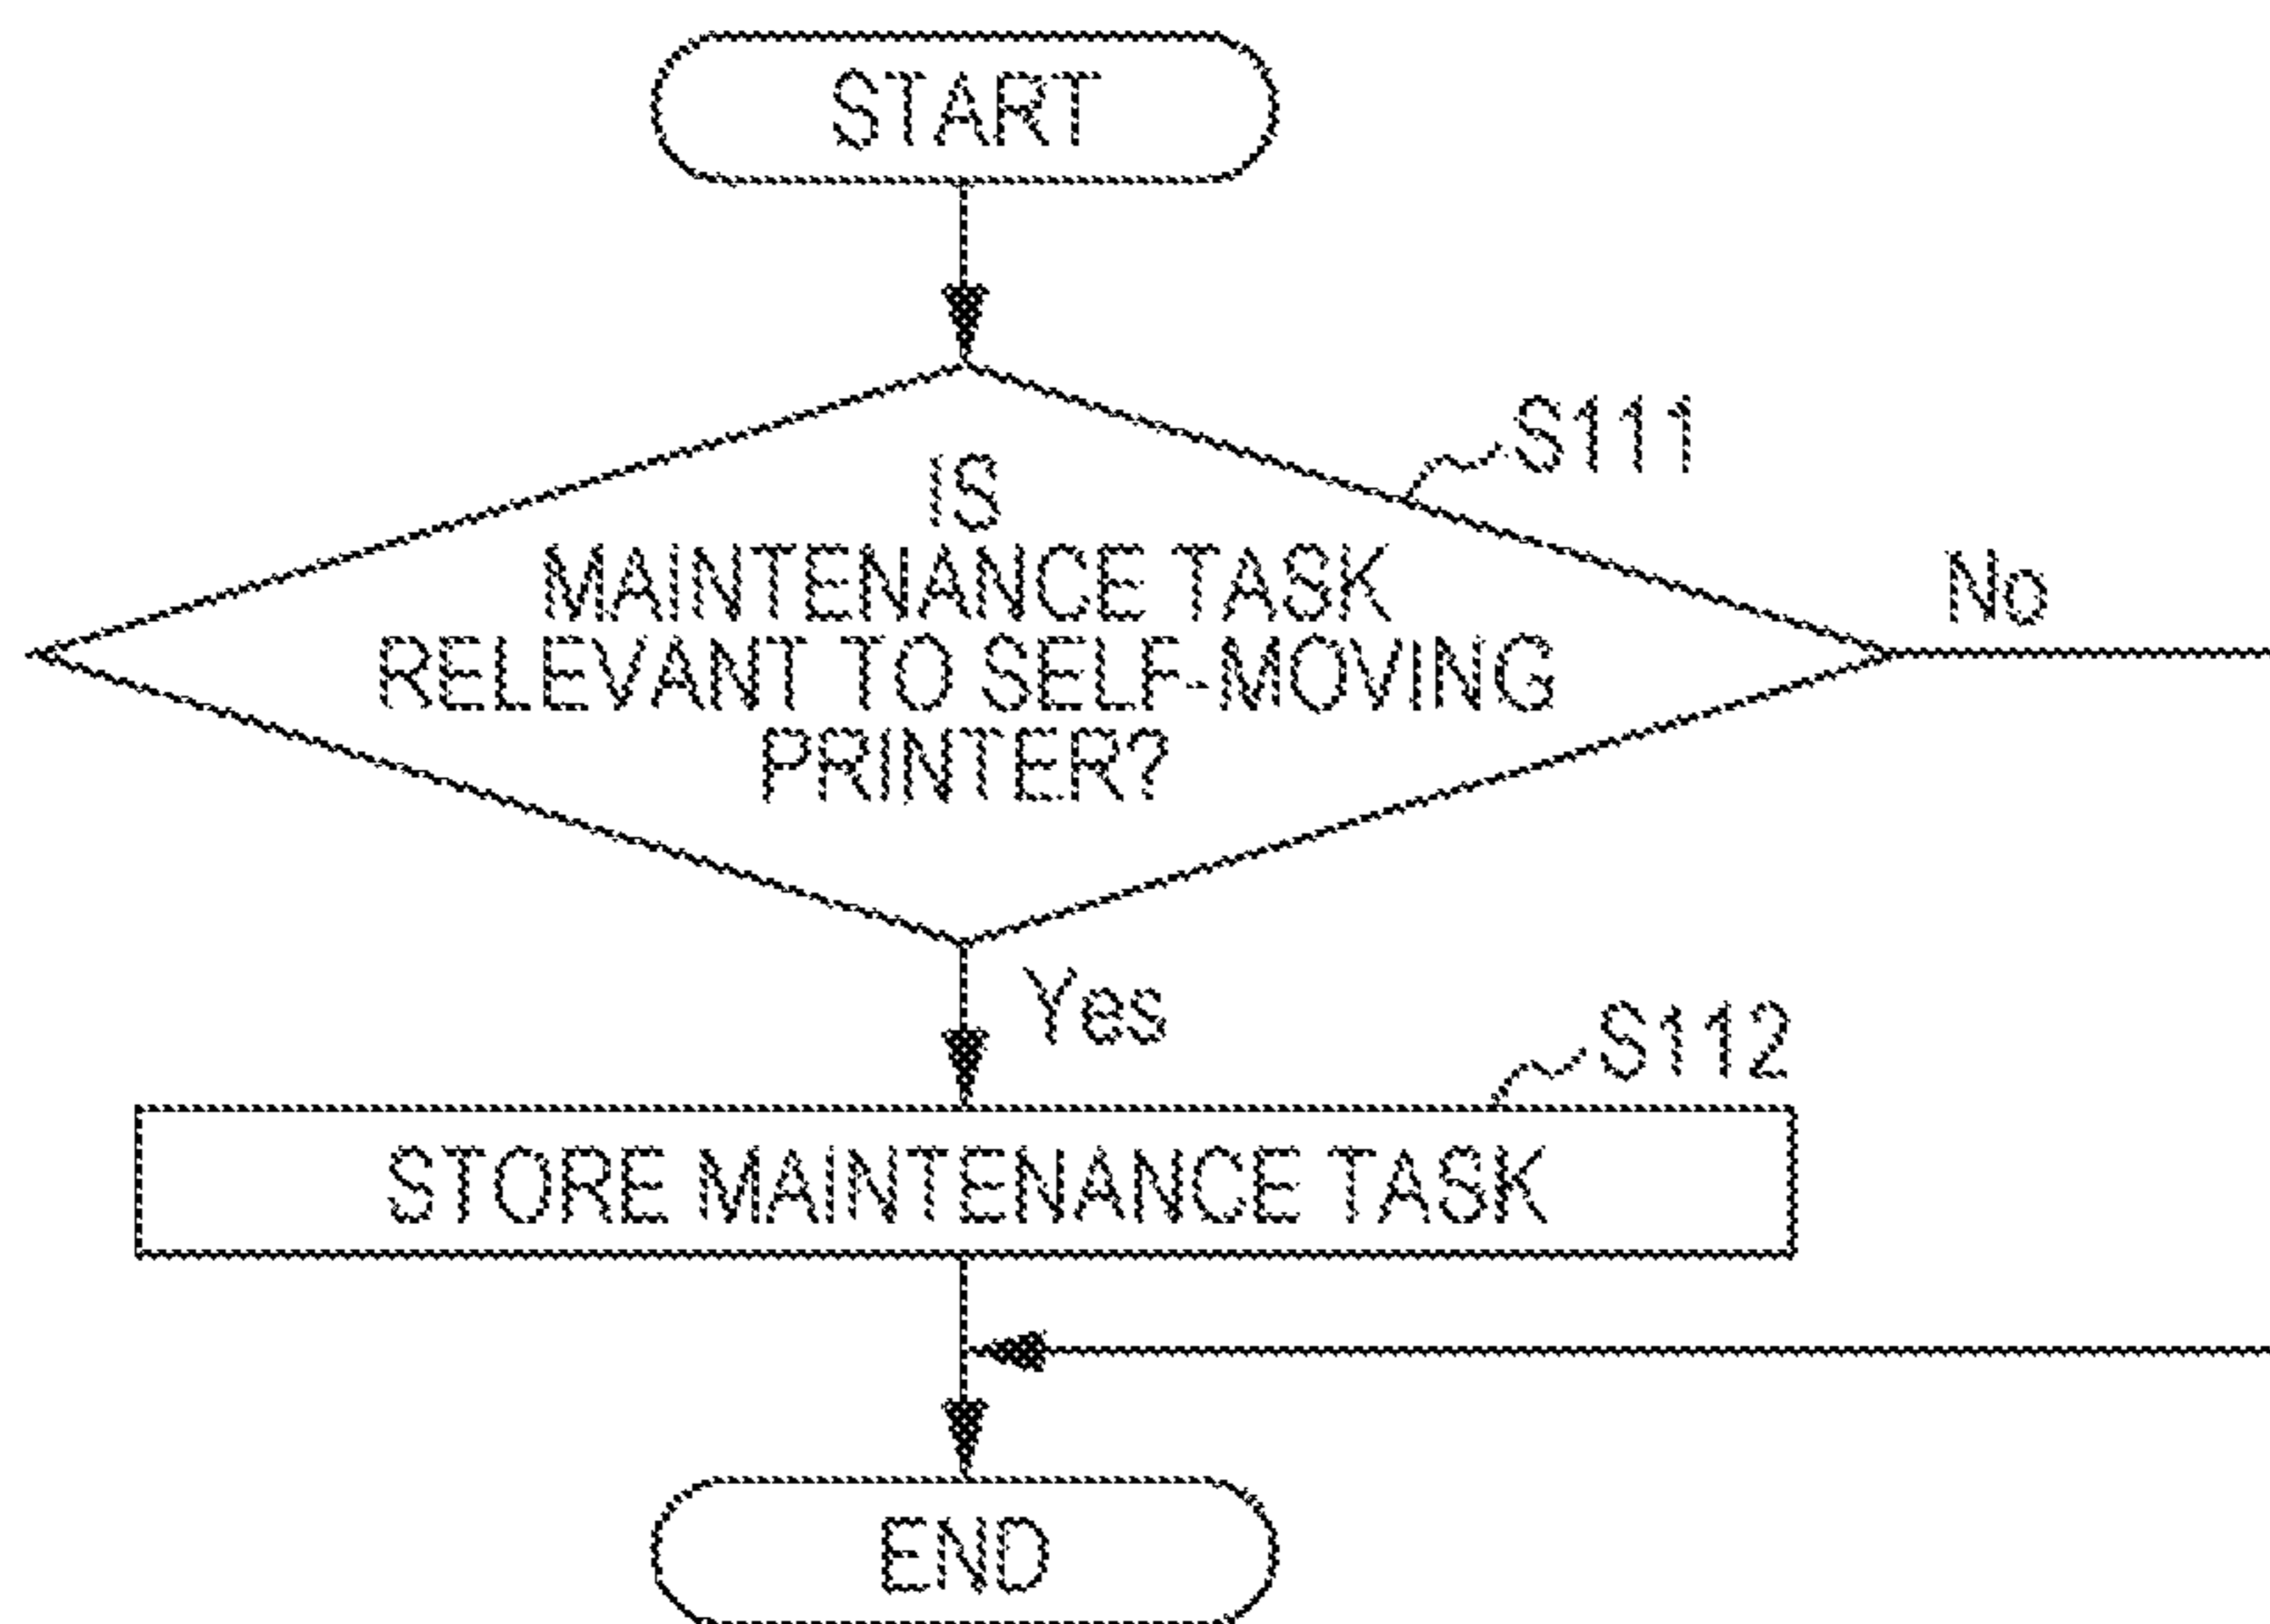 START
S111
IS
MAINTENANCE TASK
RELEVANT TO SELF-MOVING
PRINTER?
No
Yes
S112
STORE MAINTENANCE TASK
END